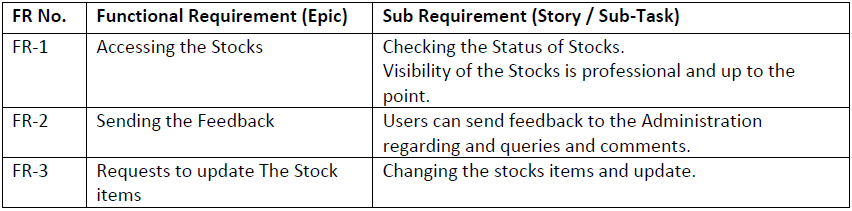 FR No. Functional Requirement (Epic) Sub Requirement (Story / Sub-Task)
FR-1 Accessing the Stocks Checking the Status of Stocks.
Visibility of the Stocks is professional and up to the
point.
FR-2 Sending the Feedback Users can send feedback to the Administration
regarding and queries and comments.
FR-3 Requests to update The Stock Changing the stocks items and update.
items